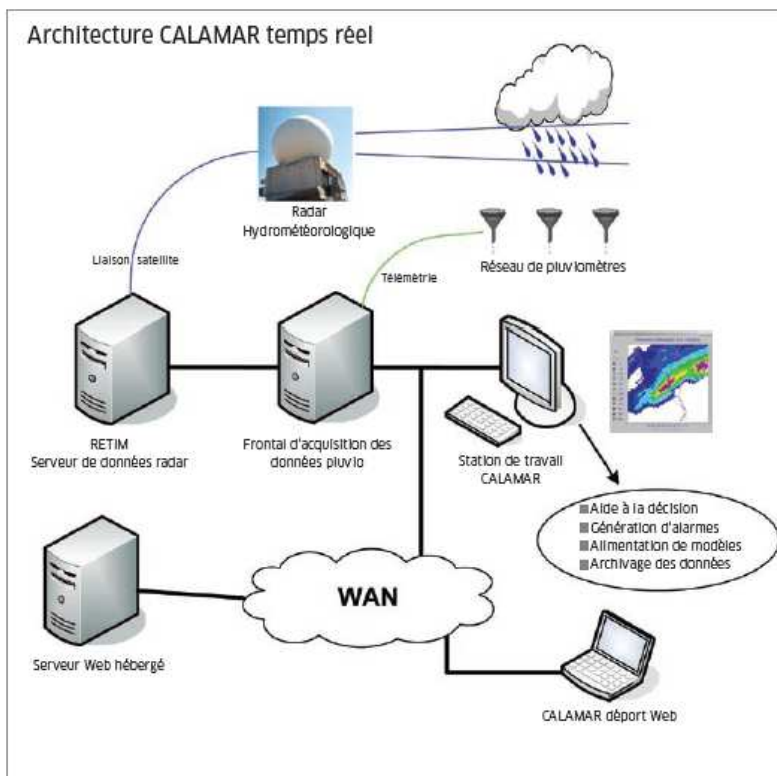 Architecture CALAMAR temps réel
Radar
Hydrométéorologique
Liaison satellite
Télémétrie
Réseau de pluviomètres
RETIM
Serveur de données radar
Frontal d'acquisition des
données pluvio
Station de travail
CALAMAR
Aide à la décision
Génération d'alarmes
Alimentation de modèles
Archivage des données
WAN
Serveur Web hébergé
CALAMAR déport Web